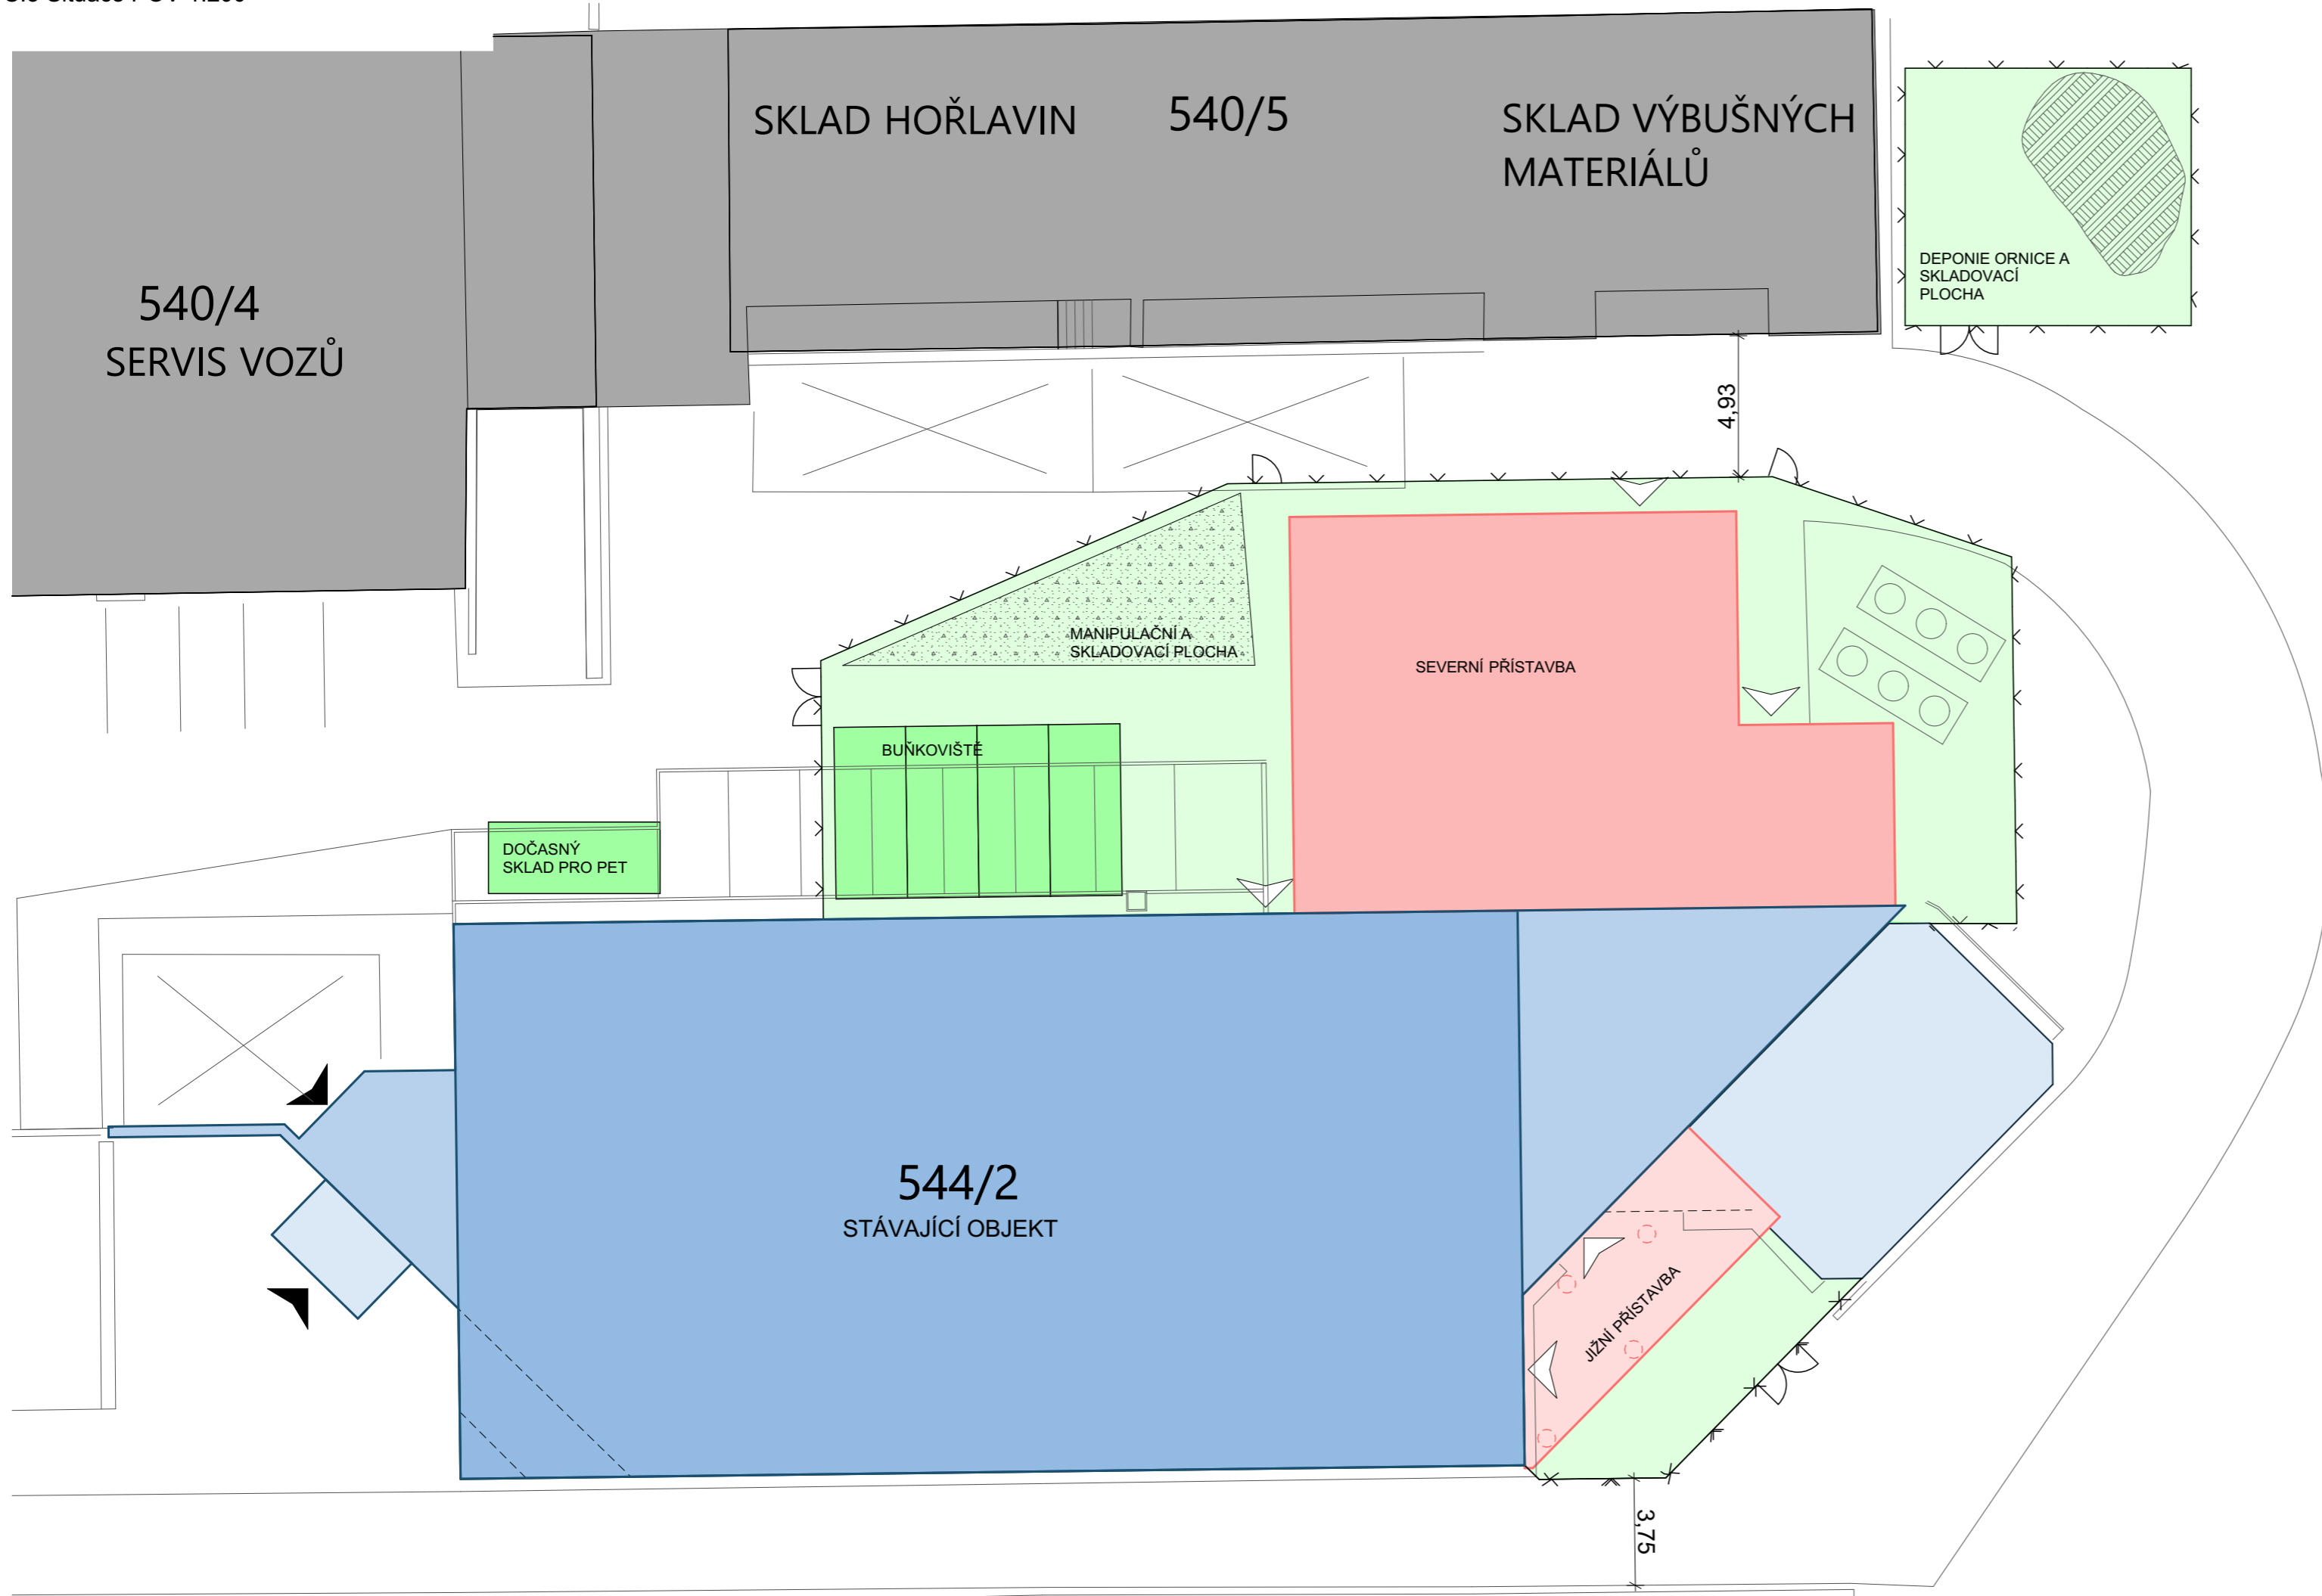 SKLAD HOŘLAVIN
540/5
SKLAD VÝBUŠNÝCH
MATERIÁLŮ
DEPONIE ORNICE A
SKLADOVACÍ
PLOCHA
540/4
SERVIS VOZŮ
4,93
MANIPULAČNÍ A
SKLADOVACÍ PLOCHA
SEVERNÍ PŘÍSTAVBA
BUŇKOVIŠTĚ
DOČASNÝ
SKLAD PRO PET
544/2
STÁVAJÍCÍ OBJEKT
JIŽNÍ PŘÍSTAVBA
3,75